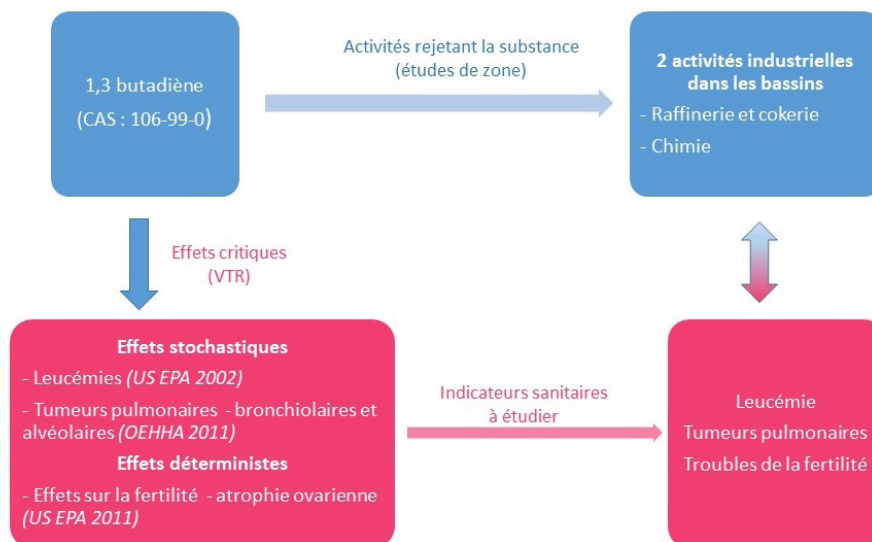 1,3 butadiène
(CAS : 106-99-0)
Activités rejetant la substance
(études de zone)
2 activités industrielles
dans les bassins
- Raffinerie et cokerie
- Chimie
Effets critiques
(VTR)
Effets stochastiques
- Leucémies (US EPA 2002)
- Tumeurs pulmonaires - bronchiolaires et
alvéolaires (OEHHA 2011)
Effets déterministes
- Effets sur la fertilité - atrophie ovarienne
(US EPA 2011)
Indicateurs sanitaires
à étudier
Leucémie
Tumeurs pulmonaires
Troubles de la fertilité